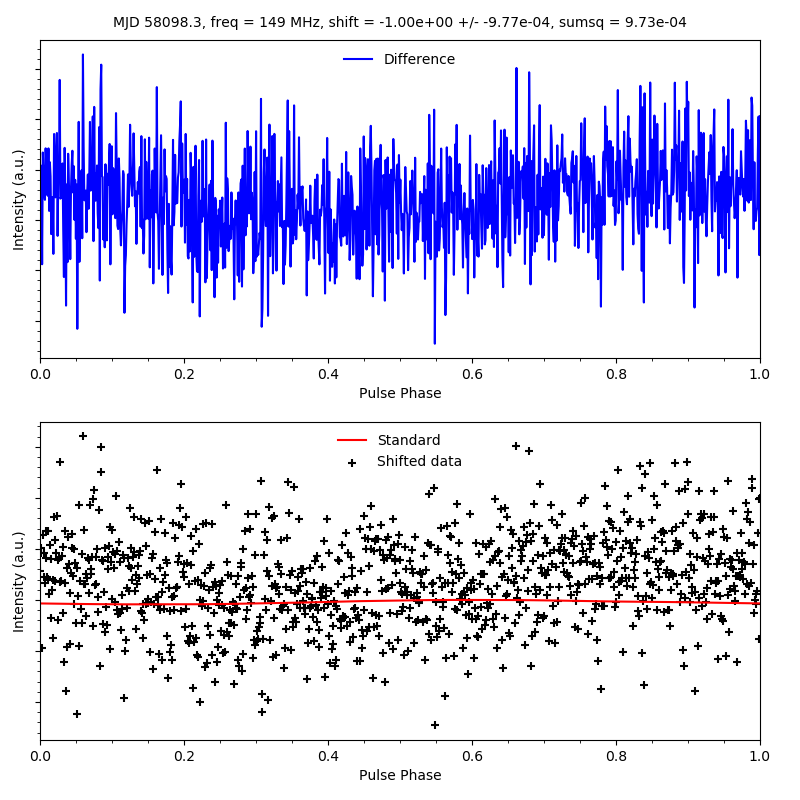 MJD 58098.3, freq = 149 MHz, shift = -1.00e+00 +/- -9.77e-04, sumsq = 9.73e-04
Difference
Intensity (a.u.)
0.0 0.2 0.4 0.6 0.8 1.0
Pulse Phase
Standard
Shifted data
Intensity (a.u.)
0.0 0.2 0.4 0.6 0.8 1.0
Pulse Phase